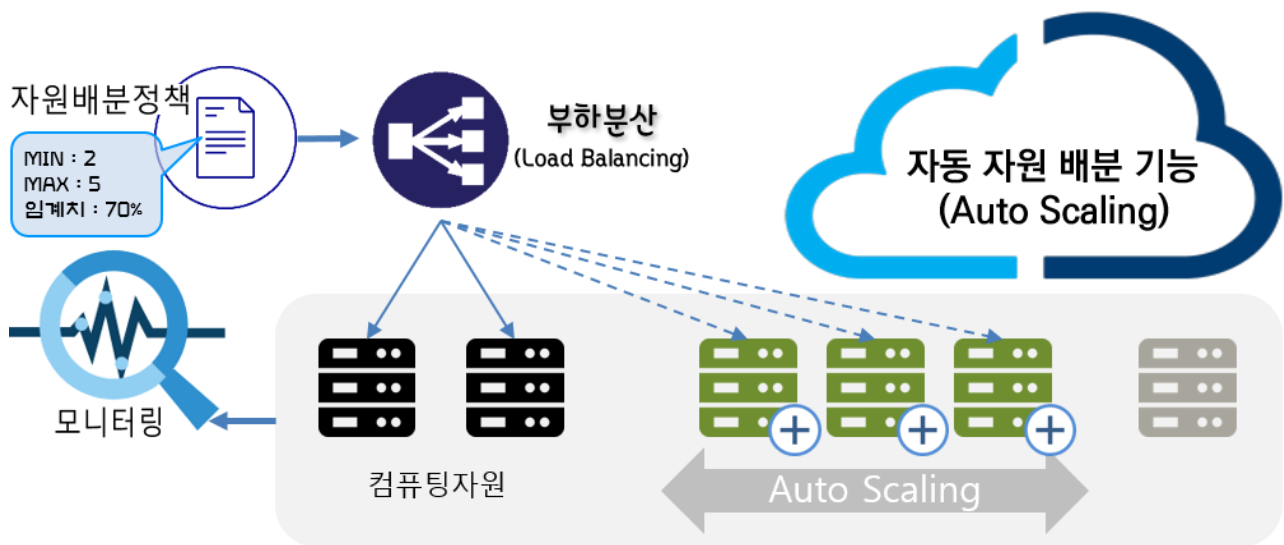 자원배분정책
MIN : 2
MAX : 5
임계치 : 70%
부하분산
(Load Balancing)
자동 자원 배분 기능
(Auto Scaling)
모니터링
컴퓨팅자원
Auto Scaling